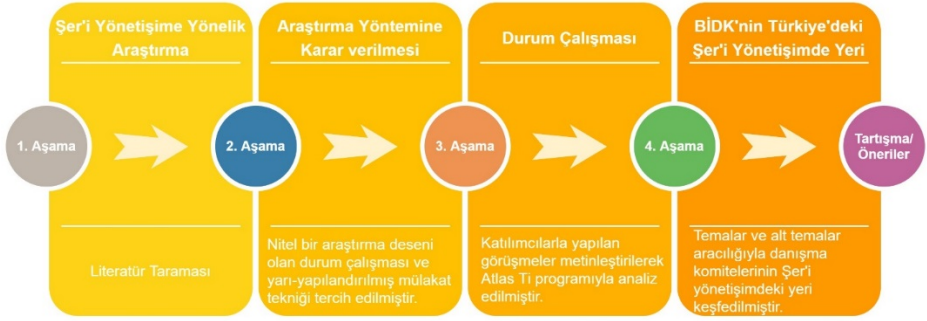 Şer'i Yönetişime Yönelik
Araştırma
Araştırma Yöntemine
Karar verilmesi
Durum Çalışması
BİDK'nin Türkiye'deki
Şer'i Yönetişimde Yeri
1. Aşama
2. Aşama
3. Aşama
4. Aşama
Tartışma/
Öneriler
Literatür Taraması
Nitel bir araştırma deseni
olan durum çalışması ve
yarı-yapılandırılmış mülakat
tekniği tercih edilmiştir.
Katılımcılarla yapılan
görüşmeler metinleştirilerek
Atlas Ti programıyla analiz
edilmiştir.
Temalar ve alt temalar
aracılığıyla danışma
komitelerinin Şer'i
yönetişimdeki yeri
keşfedilmiştir.